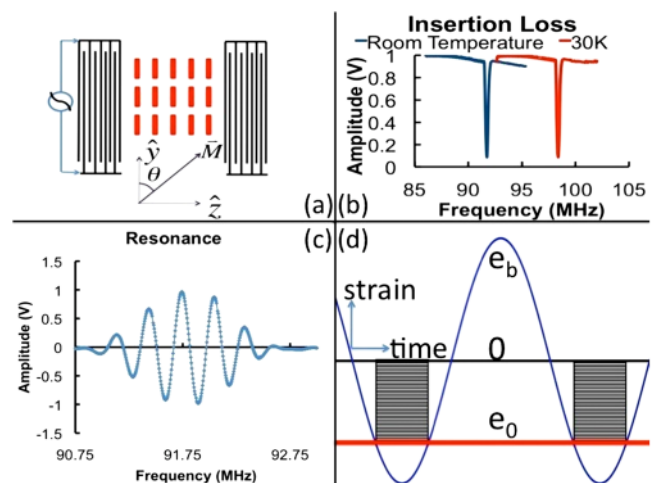 ŷ
θ
M⃗
ẑ
(a)
(b)
Insertion Loss
Room Temperature 30K
Amplitude (V)
1
0.8
0.6
0.4
0.2
0
85 90 95 100 105
Frequency (MHz)
(c)
(d)
Resonance
Amplitude (V)
1.5
1
0.5
0
-0.5
-1
-1.5
90.75 91.75 92.75
Frequency (MHz)
e_b
strain
time
0
e_0